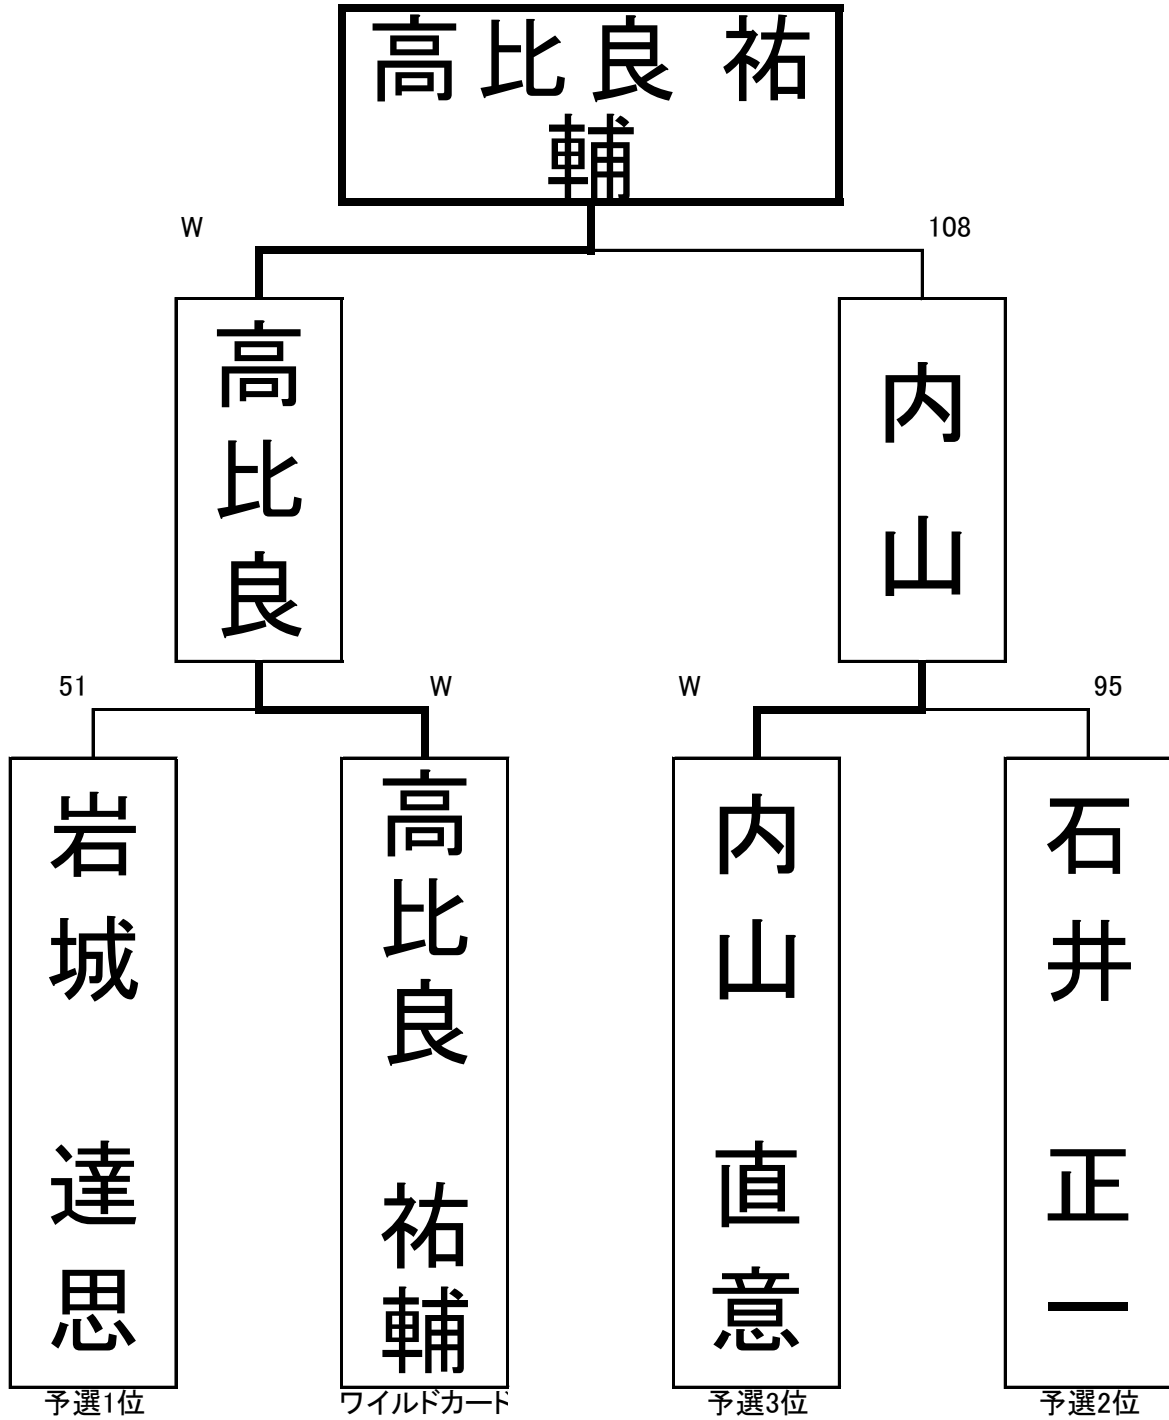 高比良 祐
輔
W
108
高比良
内山
51
W
W
95
岩城 達思
高比良 祐輔
内山 直意
石井 正一
予選1位
ワイルドカード
予選3位
予選2位